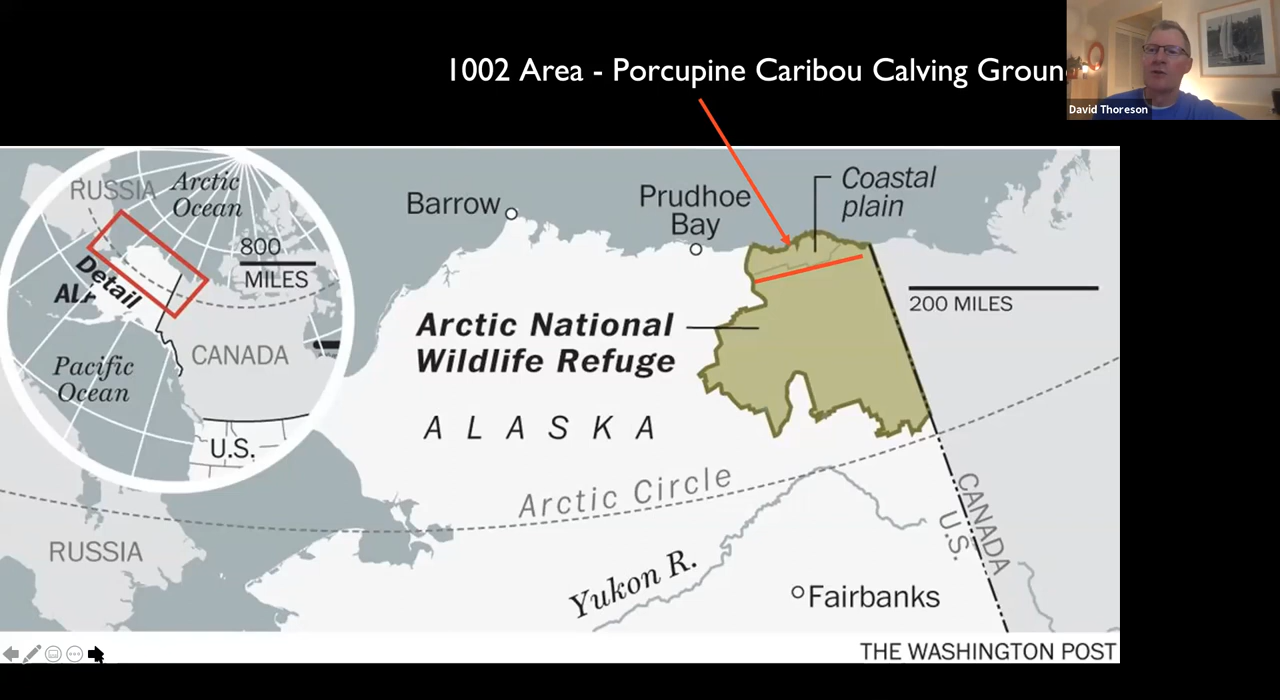 1002 Area - Porcupine Caribou Calving Groun
David Thoreson
RUSSIA
Arctic
Ocean
800
MILES
Detail
ALA
CANADA
Pacific
Ocean
U.S.
Barrow
Prudhoe
Bay
Coastal
plain
200 MILES
Arctic National
Wildlife Refuge
ALASKA
Arctic Circle
RUSSIA
Yukon R.
CANADA
U.S.
Fairbanks
THE WASHINGTON POST